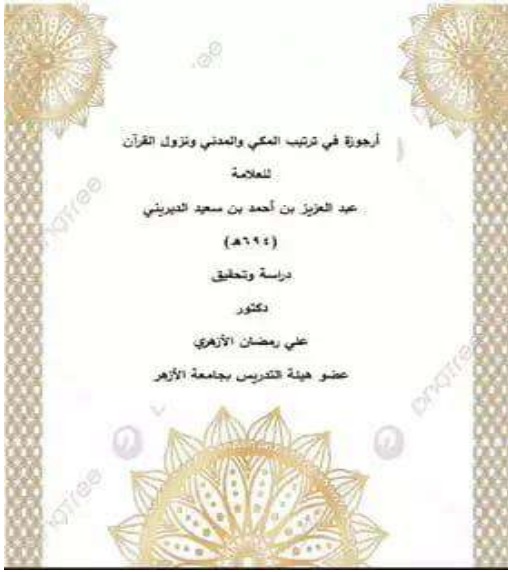 أرجوزة في ترتيب المكي والمدني ونزول القرآن
للعلامة
عبد العزيز بن أحمد بن سعيد الديريني
(٦٩٤هـ)
دراسة وتحقيق
دكتور
علي رمضان الأزهري
عضو هيئة التدريس بجامعة الأزهر
pngtree